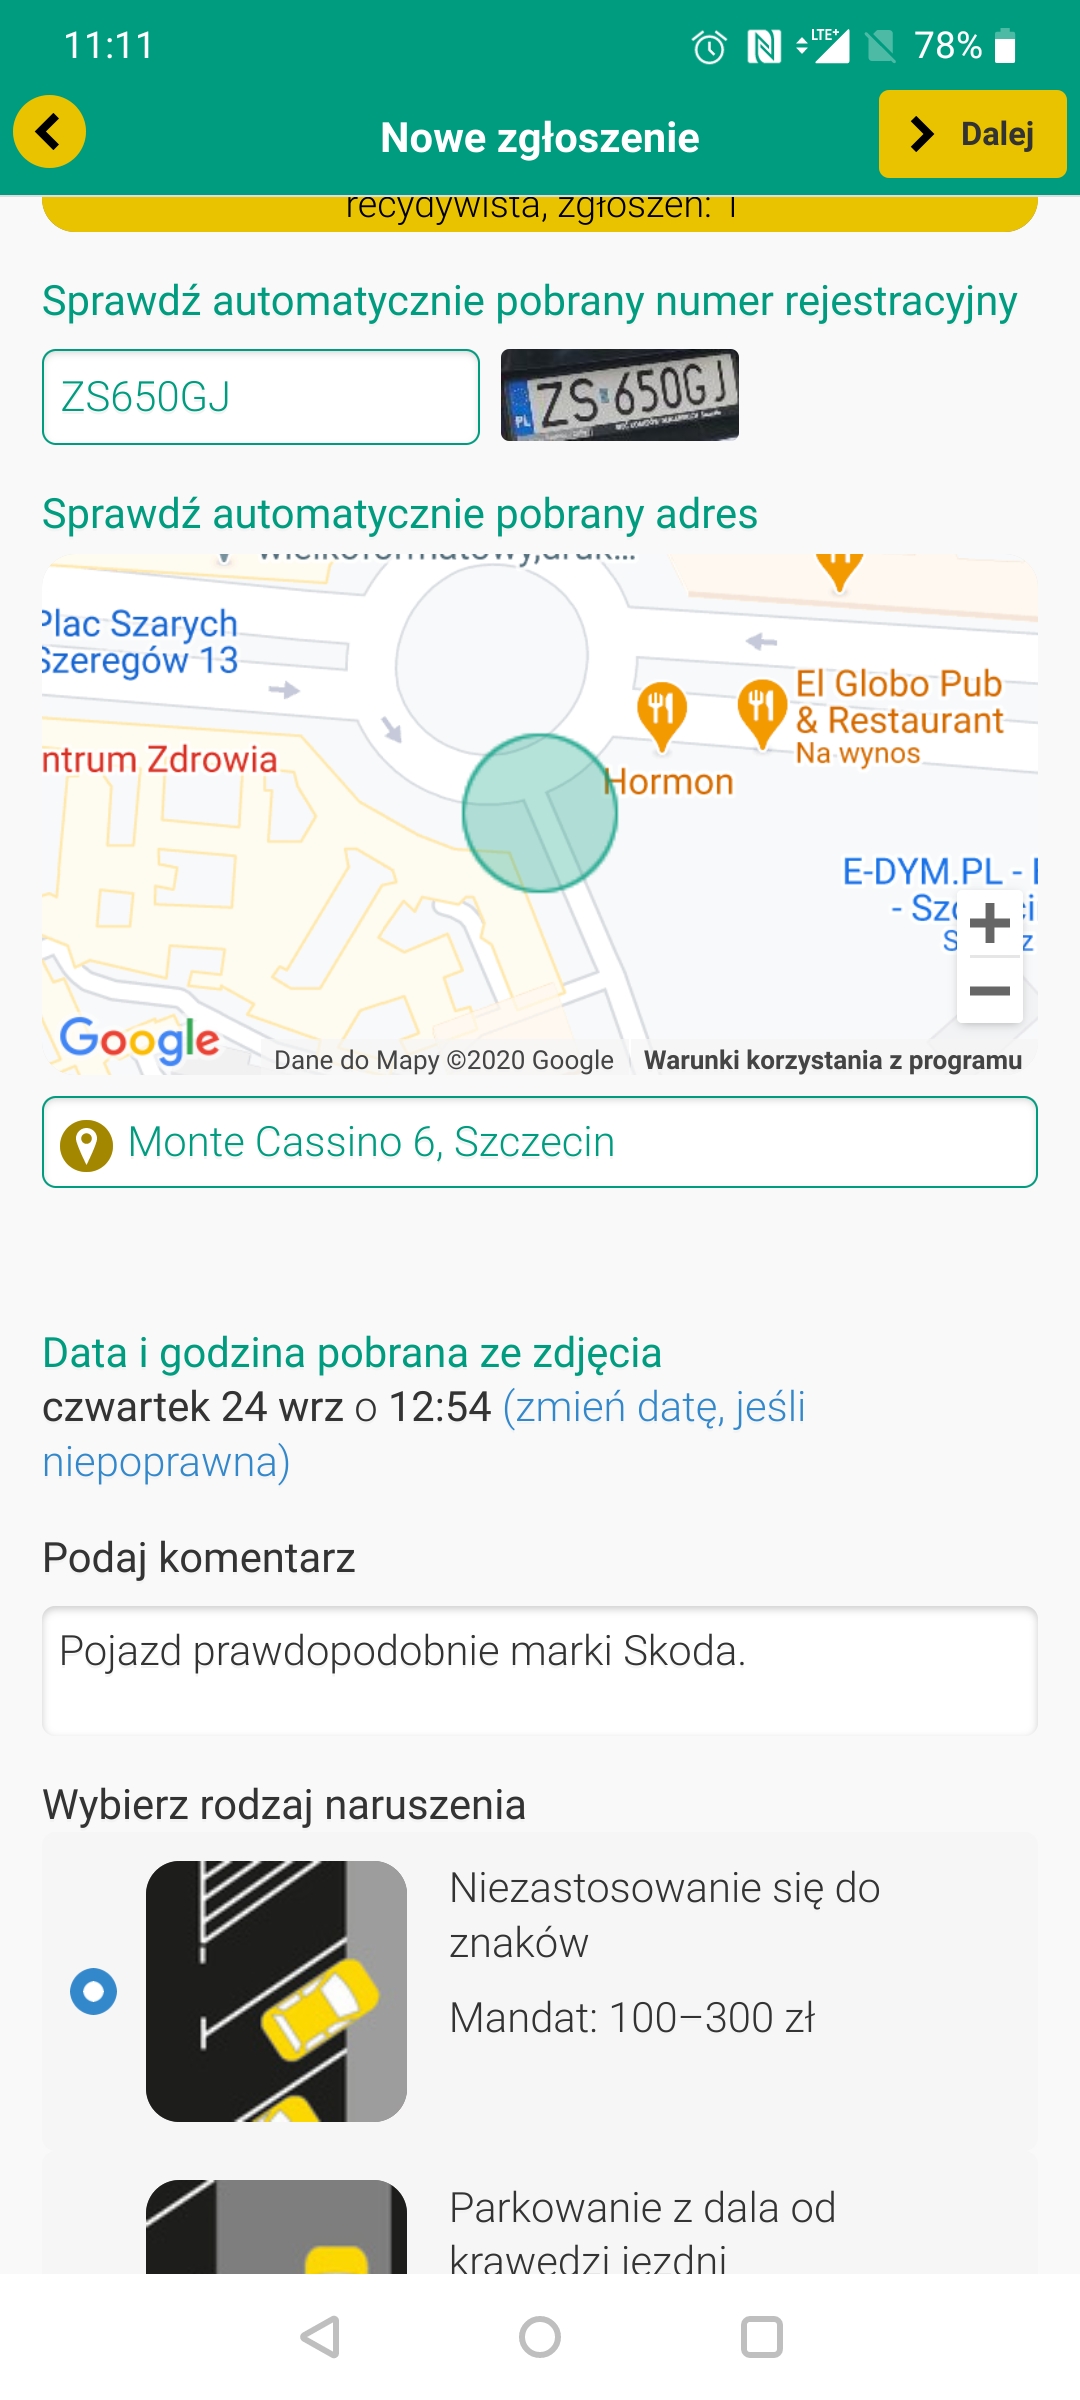 11:11
LTE+
78%
Nowe zgłoszenie
Dalej
recydywista, zgłoszeń: 1
Sprawdź automatycznie pobrany numer rejestracyjny
ZS650GJ
PL ZS 650GJ
Sprawdź automatycznie pobrany adres
wielkoformatowy,druk...
Plac Szarych
Szeregów 13
El Globo Pub
& Restaurant
Na wynos
ntrum Zdrowia
Hormon
E-DYM.PL -
Google
Dane do Mapy ©2020 Google
Warunki korzystania z programu
Monte Cassino 6, Szczecin
Data i godzina pobrana ze zdjęcia
czwartek 24 wrz o 12:54 (zmień datę, jeśli
niepoprawna)
Podaj komentarz
Pojazd prawdopodobnie marki Skoda.
Wybierz rodzaj naruszenia
Niezastosowanie się do
znaków
Mandat: 100–300 zł
Parkowanie z dala od
krawędzi jezdni